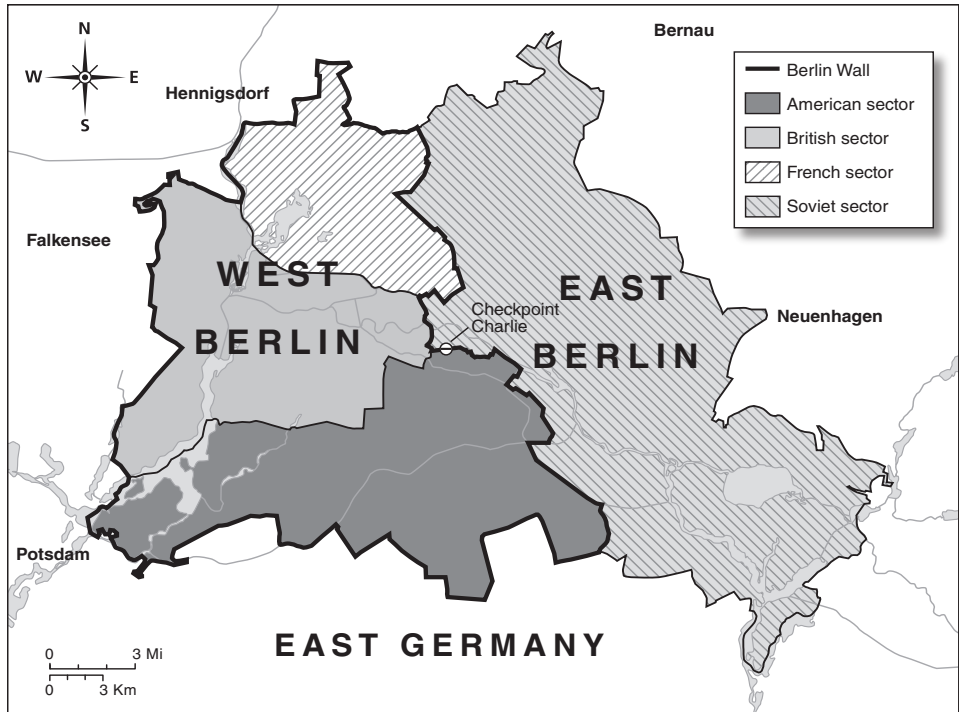 N
W E
S
Bernau
Hennigsdorf
Berlin Wall
American sector
British sector
French sector
Soviet sector
Falkensee
WEST
BERLIN
EAST
BERLIN
Checkpoint
Charlie
Neuenhagen
Potsdam
EAST GERMANY
0 3 Mi
0 3 Km